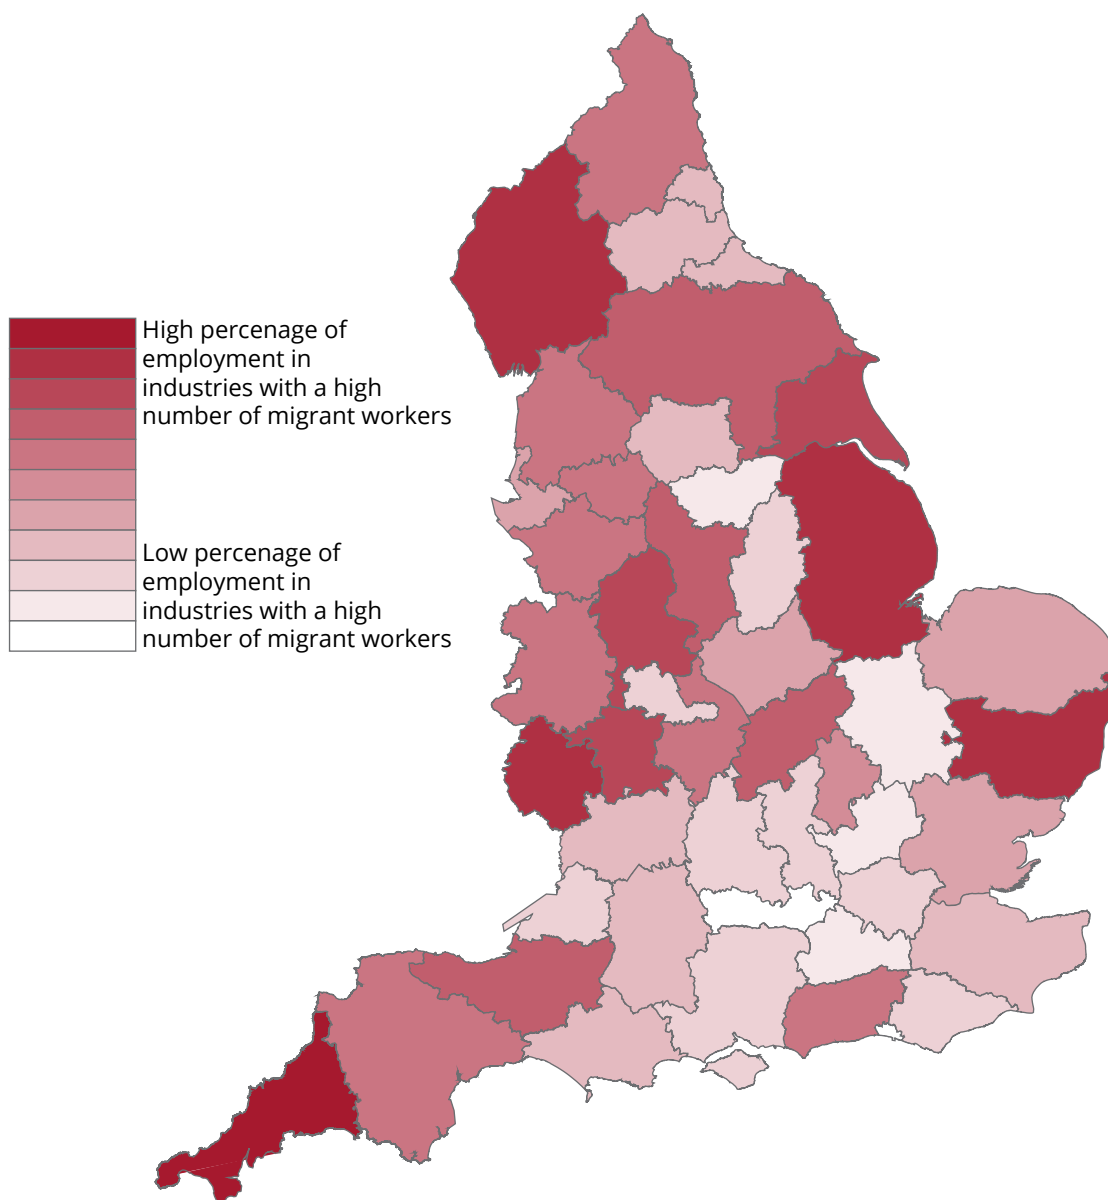 High percenage of
employment in
industries with a high
number of migrant workers
Low percentage of
employment in
industries with a high
number of migrant workers